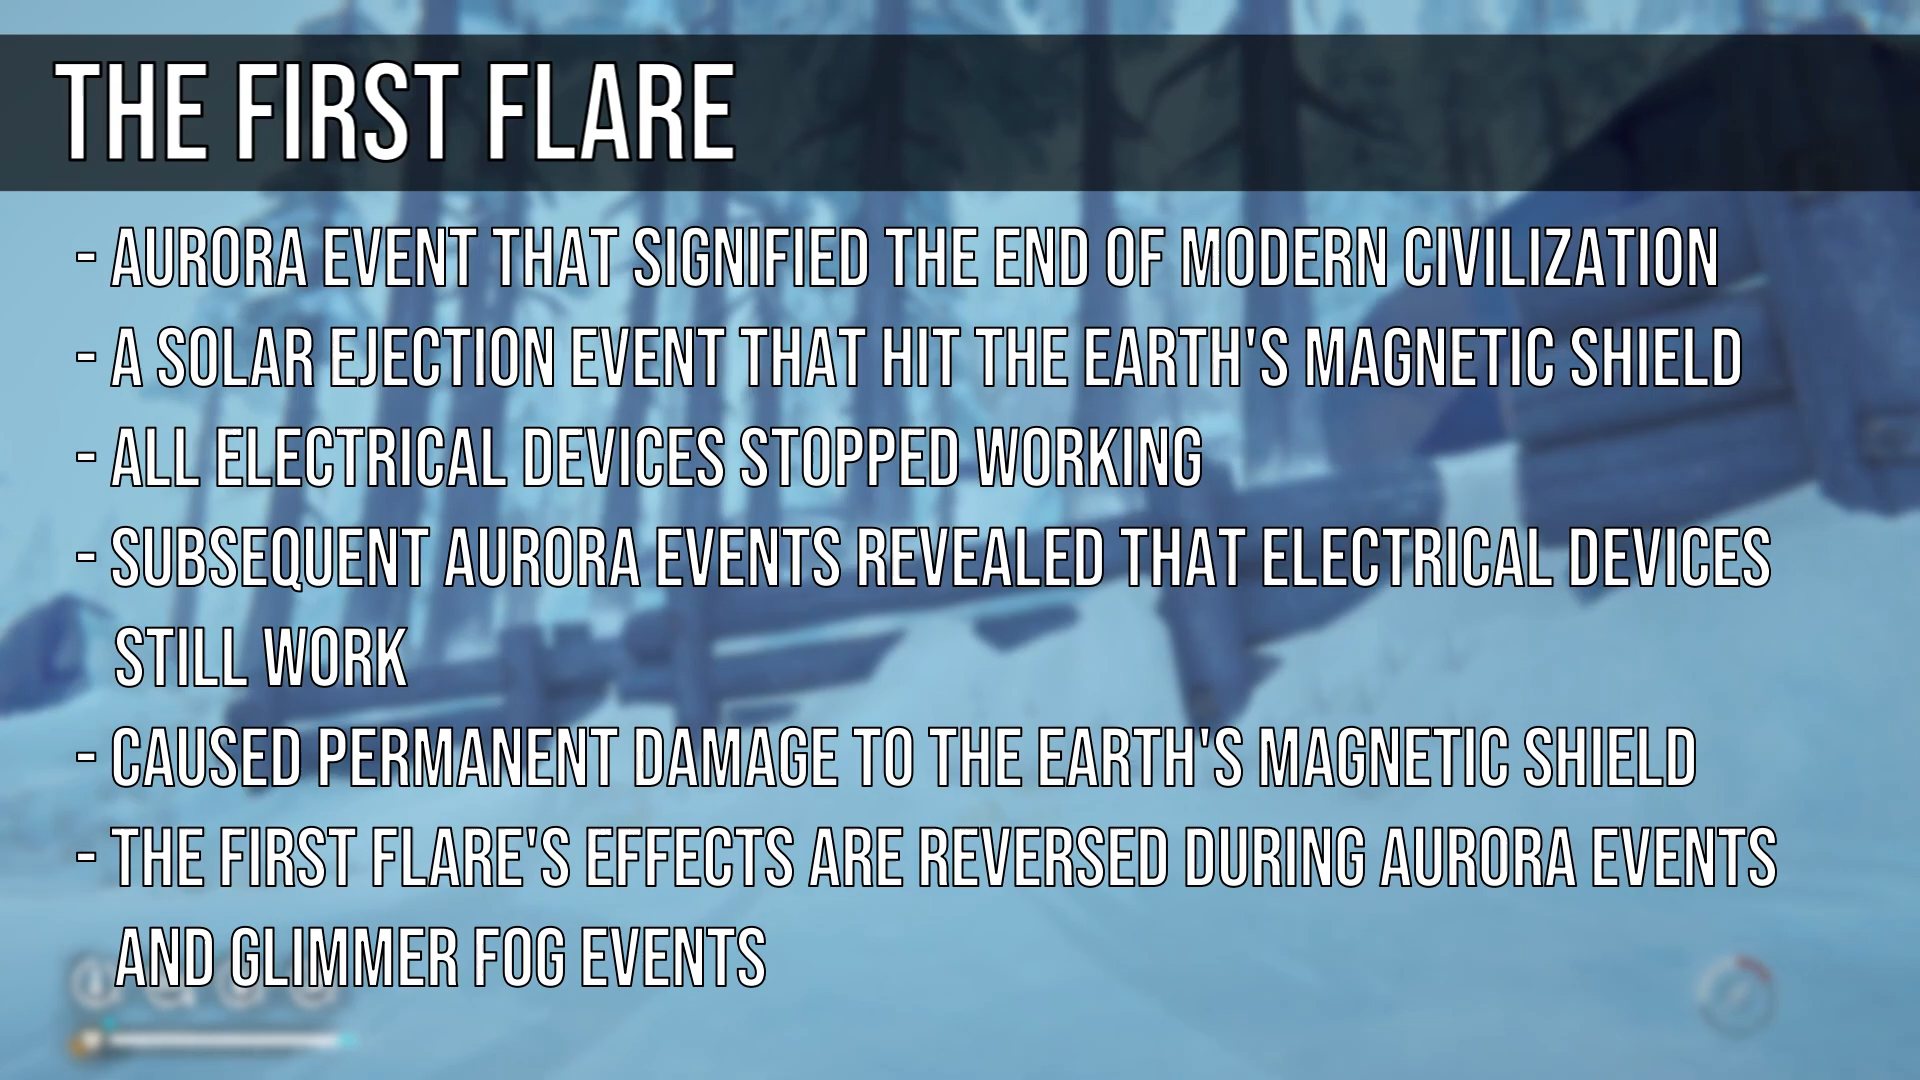 THE FIRST FLARE
- AURORA EVENT THAT SIGNIFIED THE END OF MODERN CIVILIZATION
- A SOLAR EJECTION EVENT THAT HIT THE EARTH'S MAGNETIC SHIELD
- ALL ELECTRICAL DEVICES STOPPED WORKING
- SUBSEQUENT AURORA EVENTS REVEALED THAT ELECTRICAL DEVICES
STILL WORK
- CAUSED PERMANENT DAMAGE TO THE EARTH'S MAGNETIC SHIELD
- THE FIRST FLARE'S EFFECTS ARE REVERSED DURING AURORA EVENTS
AND GLIMMER FOG EVENTS